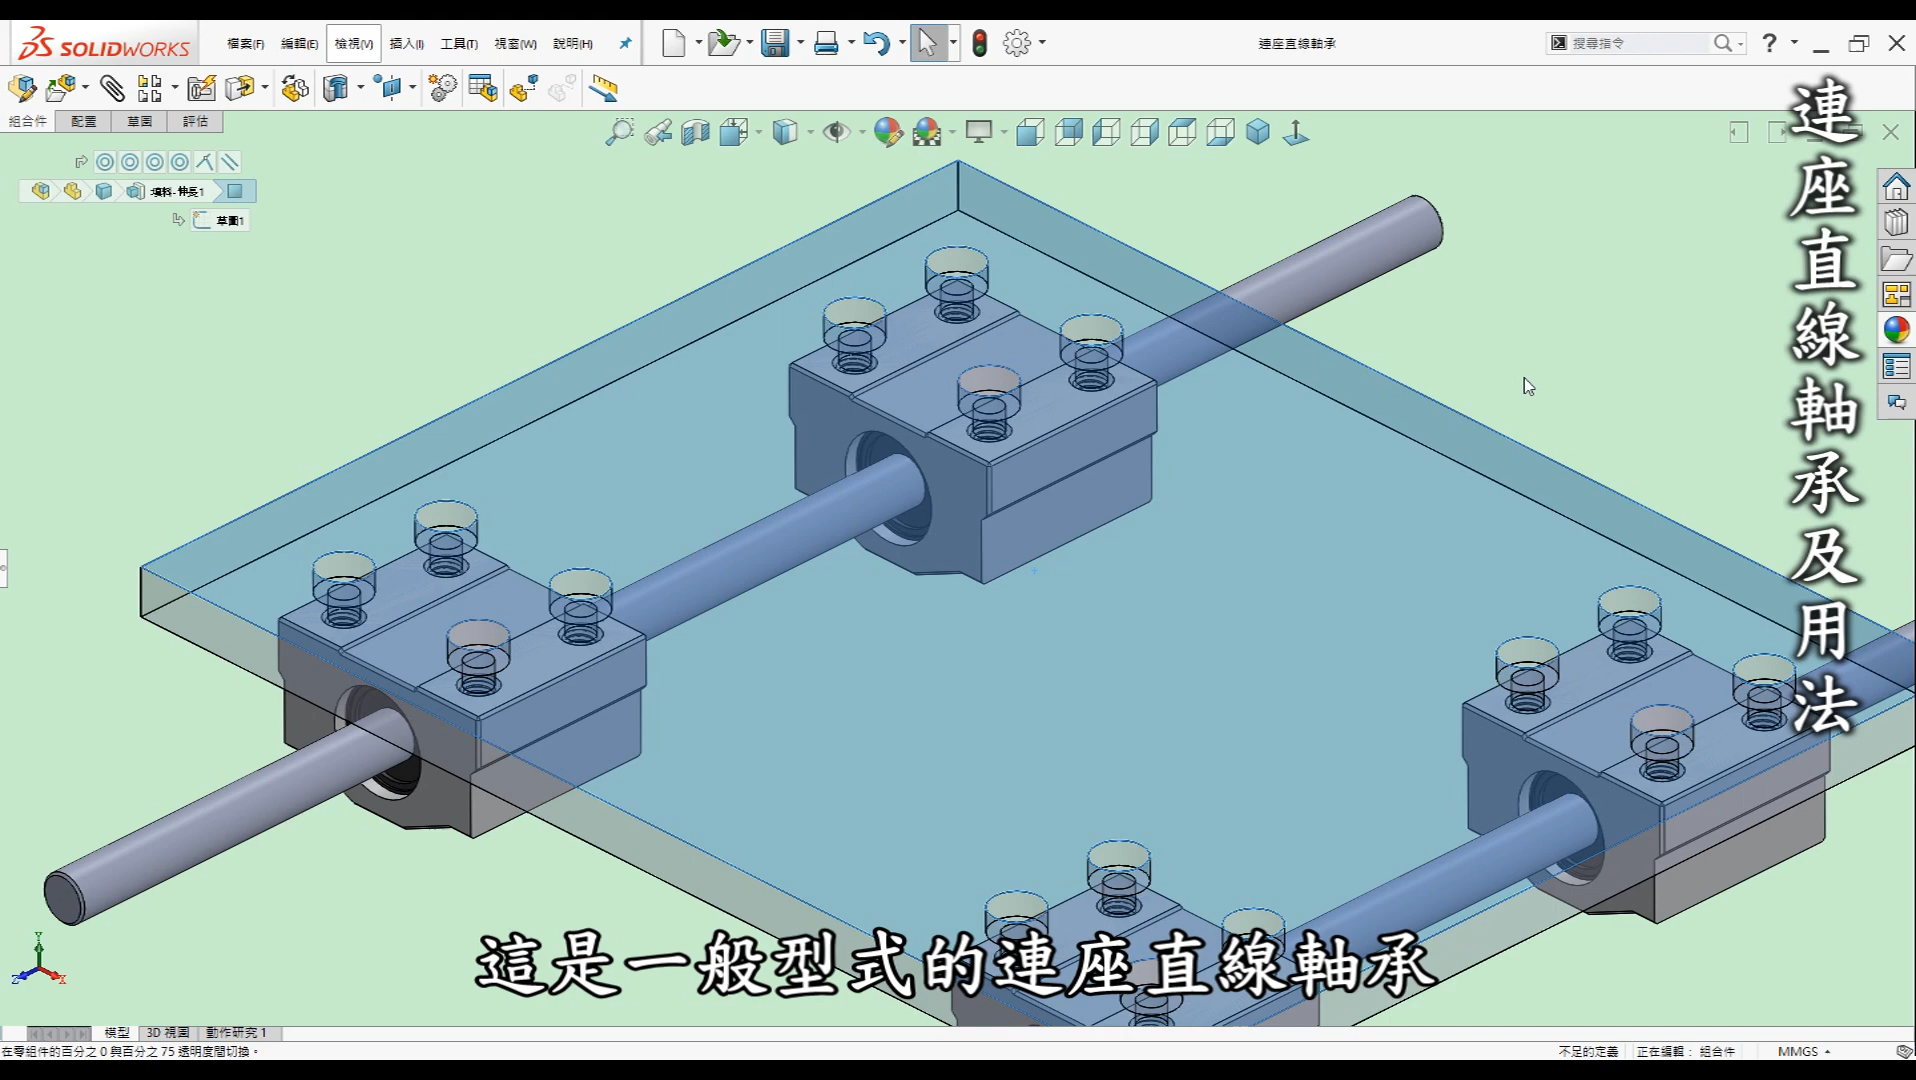 SOLIDWORKS
檔案(F) 編輯(E) 檢視(V) 插入(I) 工具(T) 視窗(W) 說明(H)
連座直線軸承
搜尋指令
組合件 配置 草圖 評估
填料-伸長1
草圖1
連座直線軸承及用法
這是一般型式的連座直線軸承
Y
Z
X
模型 3D 視圖 動作研究 1
在零組件的百分之 0 與百分之 75 透明度間切換。
不足的定義 正在編輯： 組合件 MMGS